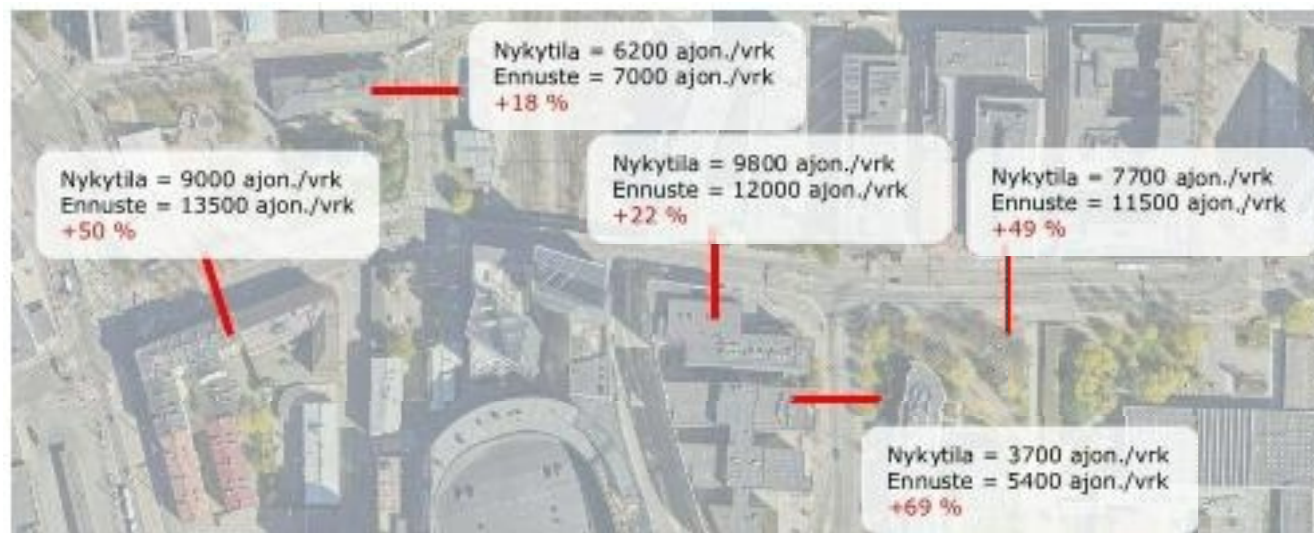 Nykytila = 6200 ajon./vrk
Ennuste = 7000 ajon./vrk
+18 %
Nykytila = 9000 ajon./vrk
Ennuste = 13500 ajon./vrk
+50 %
Nykytila = 9800 ajon./vrk
Ennuste = 12000 ajon./vrk
+22 %
Nykytila = 7700 ajon./vrk
Ennuste = 11500 ajon./vrk
+49 %
Nykytila = 3700 ajon./vrk
Ennuste = 5400 ajon./vrk
+69 %